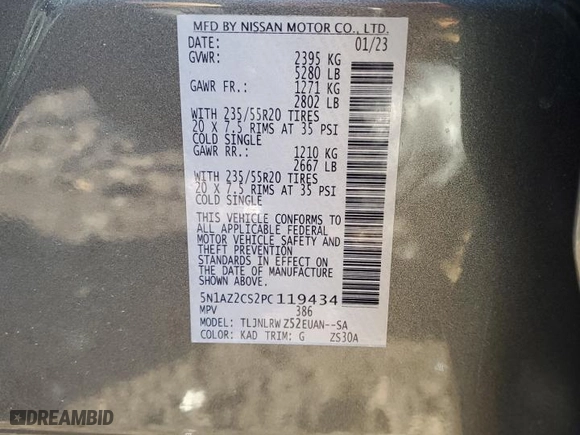 MFD BY NISSAN MOTOR CO., LTD.
DATE: 01/23
GVWR: 2395 KG
5280 LB
GAWR FR.: 1271 KG
2802 LB
WITH 235/55R20 TIRES
20 X 7.5 RIMS AT 35 PSI
COLD SINGLE
GAWR RR.: 1210 KG
2667 LB
WITH 235/55R20 TIRES
20 X 7.5 RIMS AT 35 PSI
COLD SINGLE
THIS VEHICLE CONFORMS TO
ALL APPLICABLE FEDERAL
MOTOR VEHICLE SAFETY AND
THEFT PREVENTION
STANDARDS IN EFFECT ON
THE DATE OF MANUFACTURE
5N1AZ2CS2PC119434
MPV 386
MODEL: TLJNLRW Z52EUAN--SA
COLOR: KAD TRIM: G ZS30A
DREAMBID